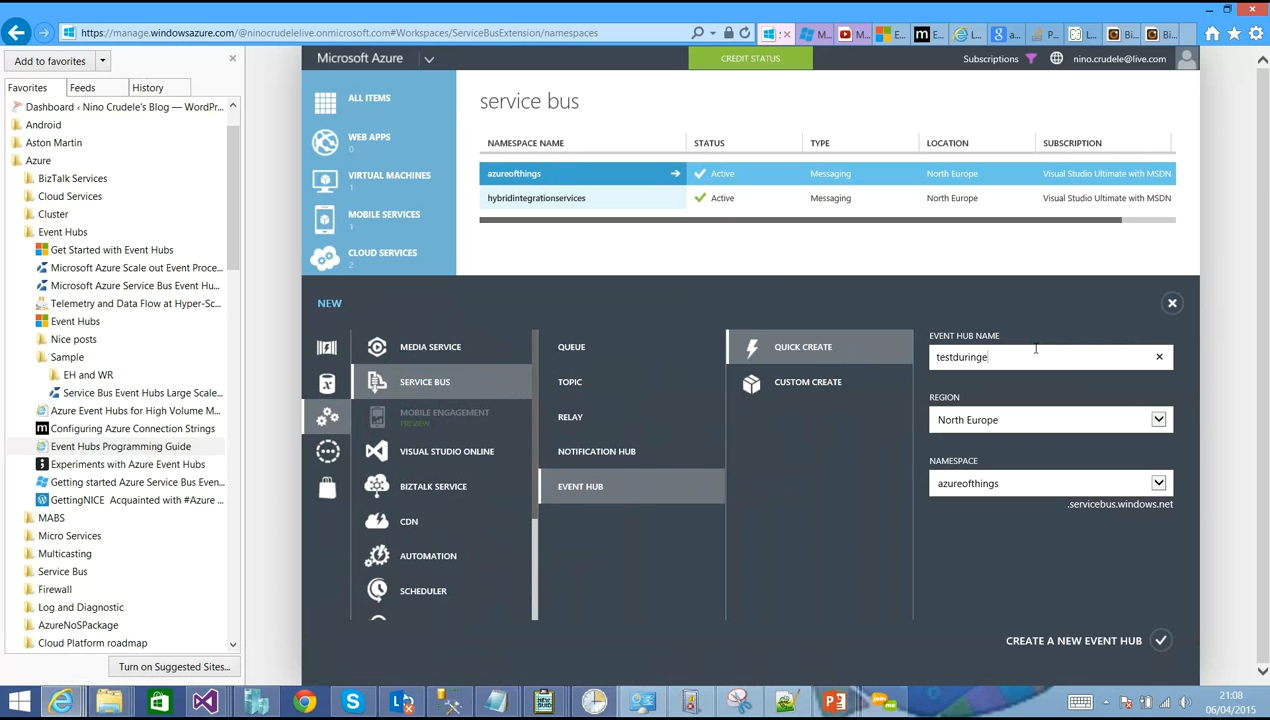 https://manage.windowsazure.com/@ninocrudelelive.onmicrosoft.com#Workspaces/ServiceBusExtension/namespaces
S
M...
M...
E...
E...
L...
a...
P...
L...
Bi...
Bi...
Add to favorites
Favorites
Feeds
History
Dashboard ‹ Nino Crudele's Blog — WordPr...
Android
Aston Martin
Azure
BizTalk Services
Cloud Services
Cluster
Event Hubs
Get Started with Event Hubs
Microsoft Azure Scale out Event Proce...
Microsoft Azure Service Bus Event Hu...
Telemetry and Data Flow at Hyper-Sc...
Event Hubs
Nice posts
Sample
EH and WR
Service Bus Event Hubs Large Scale...
Azure Event Hubs for High Volume M...
Configuring Azure Connection Strings
Event Hubs Programming Guide
Experiments with Azure Event Hubs
Getting started Azure Service Bus Even...
GettingNICE Acquainted with #Azure ...
MABS
Micro Services
Multicasting
Service Bus
Firewall
Log and Diagnostic
AzureNoSPackage
Cloud Platform roadmap
Turn on Suggested Sites...
Microsoft Azure
CREDIT STATUS
Subscriptions
nino.crudele@live.com
ALL ITEMS
WEB APPS
0
VIRTUAL MACHINES
1
MOBILE SERVICES
1
CLOUD SERVICES
2
service bus
NAMESPACE NAME STATUS TYPE LOCATION SUBSCRIPTION
azureofthings Active Messaging North Europe Visual Studio Ultimate with MSDN
hybridintegrationservices Active Messaging North Europe Visual Studio Ultimate with MSDN
NEW
MEDIA SERVICE
SERVICE BUS
MOBILE ENGAGEMENT
PREVIEW
VISUAL STUDIO ONLINE
BIZTALK SERVICE
CDN
AUTOMATION
SCHEDULER
QUEUE
TOPIC
RELAY
NOTIFICATION HUB
EVENT HUB
QUICK CREATE
CUSTOM CREATE
EVENT HUB NAME
testduringe
REGION
North Europe
NAMESPACE
azureofthings
.servicebus.windows.net
CREATE A NEW EVENT HUB
21:08
06/04/2015